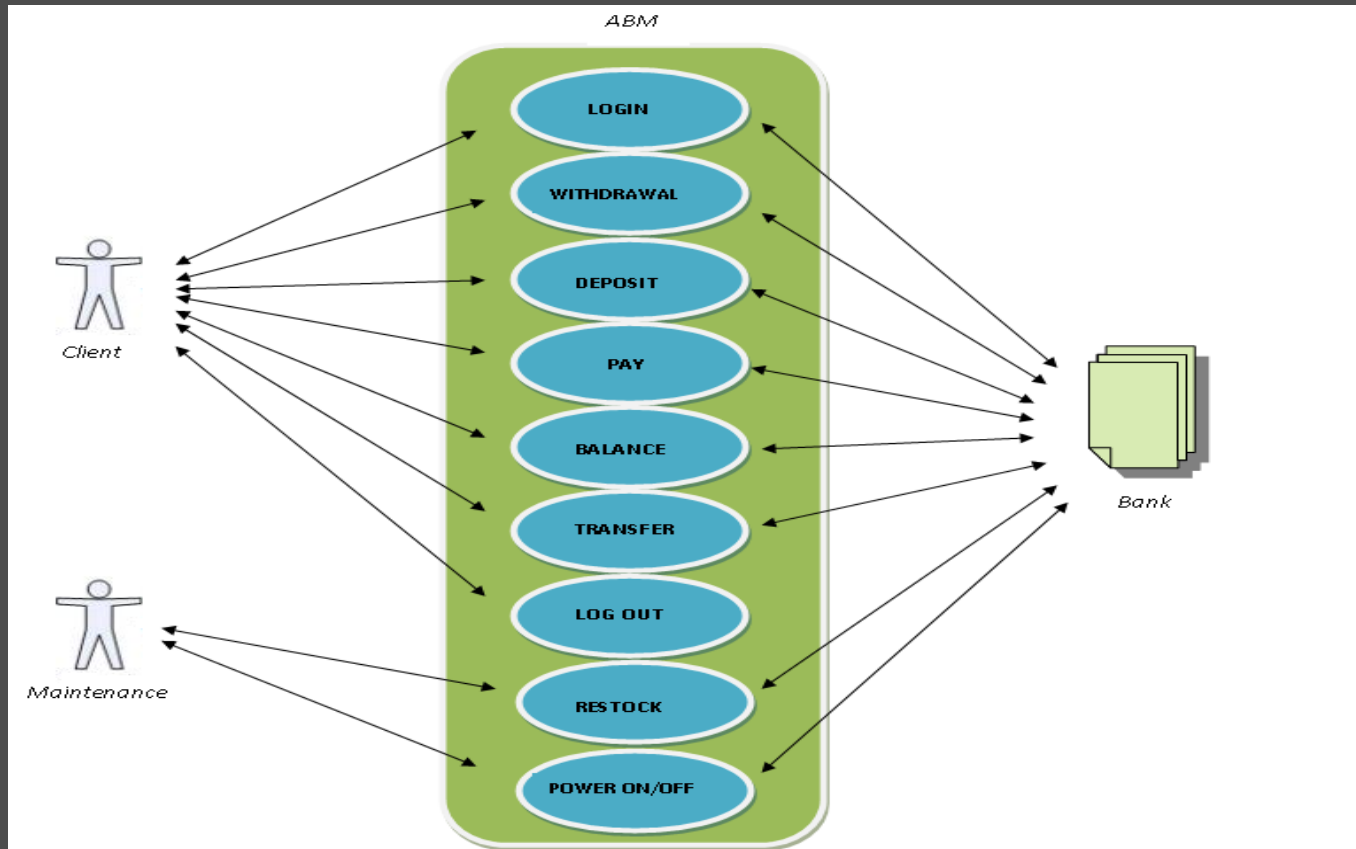 ABM
LOGIN
WITHDRAWAL
DEPOSIT
PAY
BALANCE
TRANSFER
LOG OUT
RESTOCK
POWER ON/OFF
Client
Maintenance
Bank